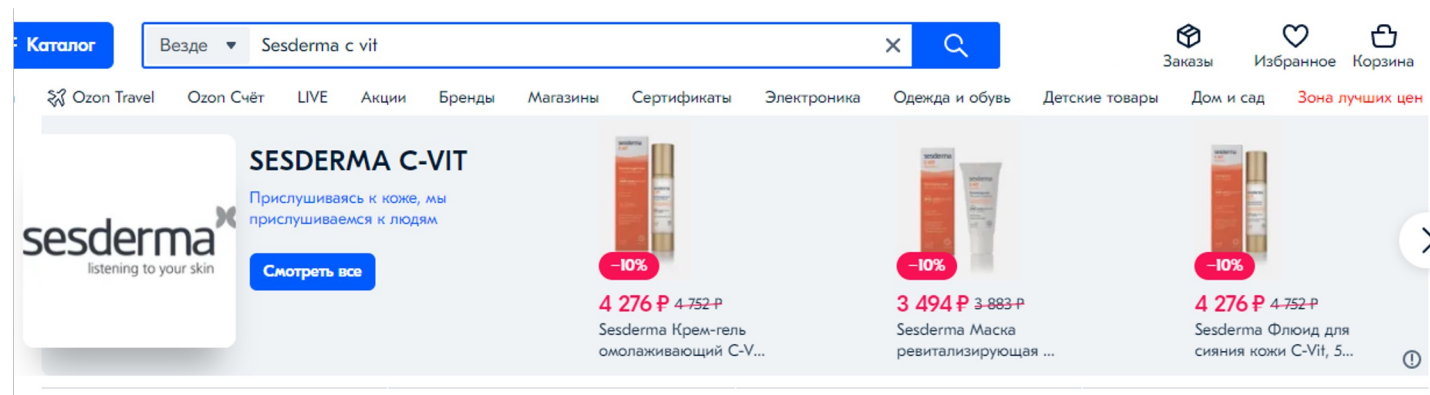 Каталог
Везде
Sesderma c vit
Заказы
Избранное
Корзина
Ozon Travel
Ozon Счёт
LIVE
Акции
Бренды
Магазины
Сертификаты
Электроника
Одежда и обувь
Детские товары
Дом и сад
Зона лучших цен
sesderma
listening to your skin
SESDERMA C-VIT
Прислушиваясь к коже, мы
прислушиваемся к людям
Смотреть все
–10%
4 276 ₽ 4 752 ₽
Sesderma Крем-гель
омолаживающий C-V...
–10%
3 494 ₽ 3 883 ₽
Sesderma Маска
ревитализирующая ...
–10%
4 276 ₽ 4 752 ₽
Sesderma Флюид для
сияния кожи C-Vit, 5...